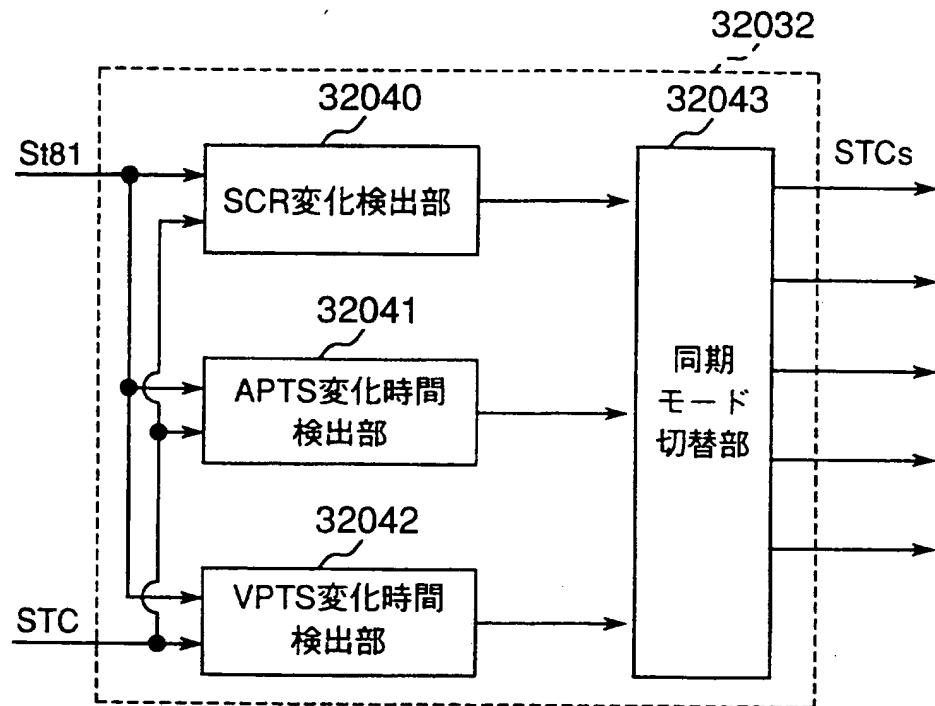 32032
32040
32043
St81
STCs
SCR変化検出部
32041
APTS変化時間
検出部
同期
モード
切替部
32042
VPTS変化時間
検出部
STC